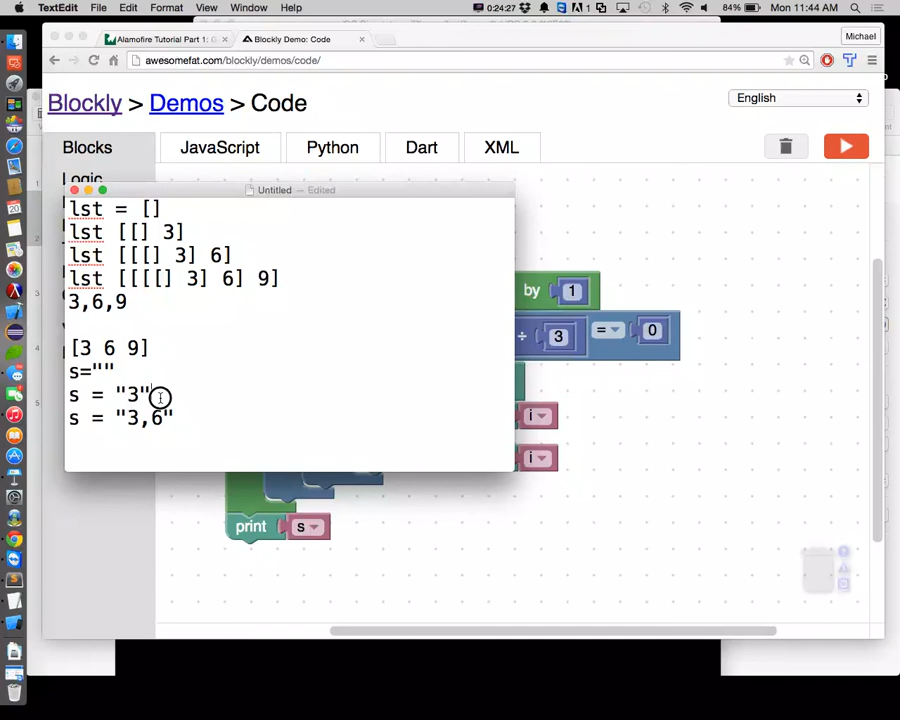 TextEdit File Edit Format View Window Help 0:24:27 1 84% Mon 11:44 AM
Alamofire Tutorial Part 1: G × Blockly Demo: Code × Michael
awesomefat.com/blockly/demos/code/
Blockly > Demos > Code English
Blocks JavaScript Python Dart XML
Logic
Untitled — Edited
lst = []
lst [[] 3]
lst [[[] 3] 6]
lst [[[[] 3] 6] 9]
3,6,9
[3 6 9]
s=""
s = "3"
s = "3,6"
by 1
÷ 3 = 0
i
i
print s